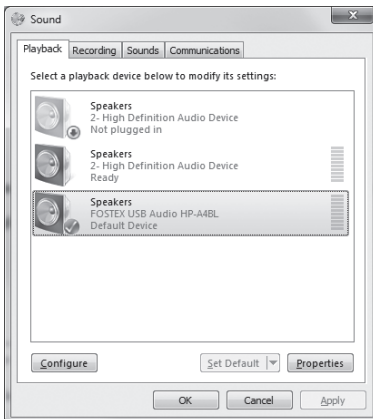 Sound
Playback Recording Sounds Communications
Select a playback device below to modify its settings:
Speakers
2- High Definition Audio Device
Not plugged in
Speakers
2- High Definition Audio Device
Ready
Speakers
FOSTEX USB Audio HP-A4BL
Default Device
Configure Set Default Properties
OK Cancel Apply